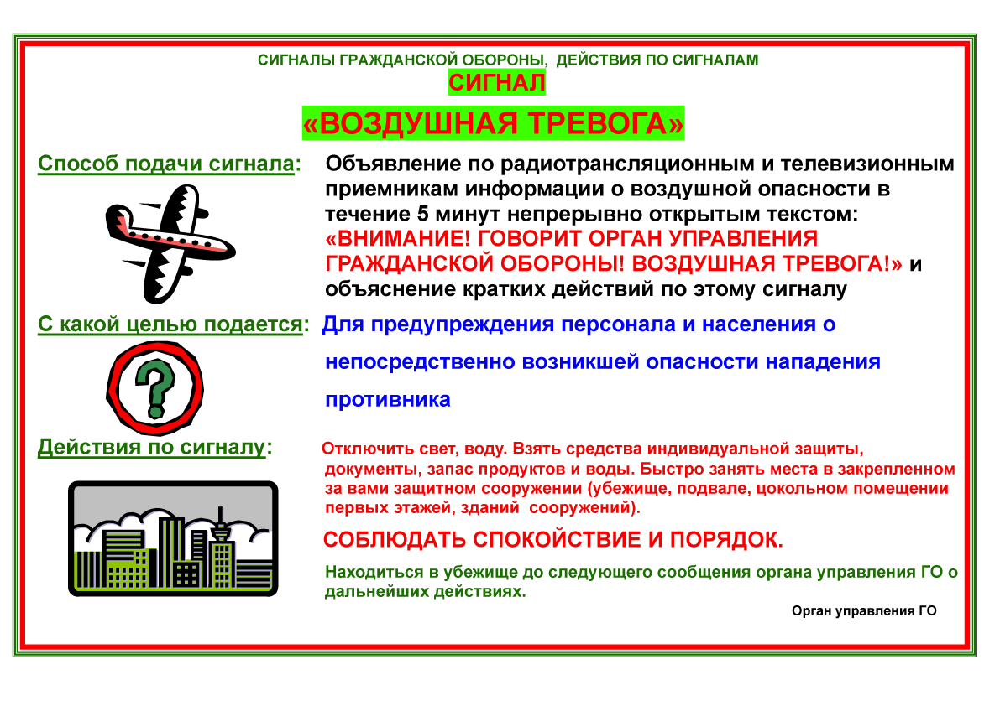 СИГНАЛЫ ГРАЖДАНСКОЙ ОБОРОНЫ, ДЕЙСТВИЯ ПО СИГНАЛАМ
СИГНАЛ
«ВОЗДУШНАЯ ТРЕВОГА»
Способ подачи сигнала: Объявление по радиотрансляционным и телевизионным
приемникам информации о воздушной опасности в
течение 5 минут непрерывно открытым текстом:
«ВНИМАНИЕ! ГОВОРИТ ОРГАН УПРАВЛЕНИЯ
ГРАЖДАНСКОЙ ОБОРОНЫ! ВОЗДУШНАЯ ТРЕВОГА!» и
объяснение кратких действий по этому сигналу
С какой целью подается: Для предупреждения персонала и населения о
непосредственно возникшей опасности нападения
противника
Действия по сигналу: Отключить свет, воду. Взять средства индивидуальной защиты,
документы, запас продуктов и воды. Быстро занять места в закрепленном
за вами защитном сооружении (убежище, подвале, цокольном помещении
первых этажей, зданий сооружений).
СОБЛЮДАТЬ СПОКОЙСТВИЕ И ПОРЯДОК.
Находиться в убежище до следующего сообщения органа управления ГО о
дальнейших действиях.
Орган управления ГО